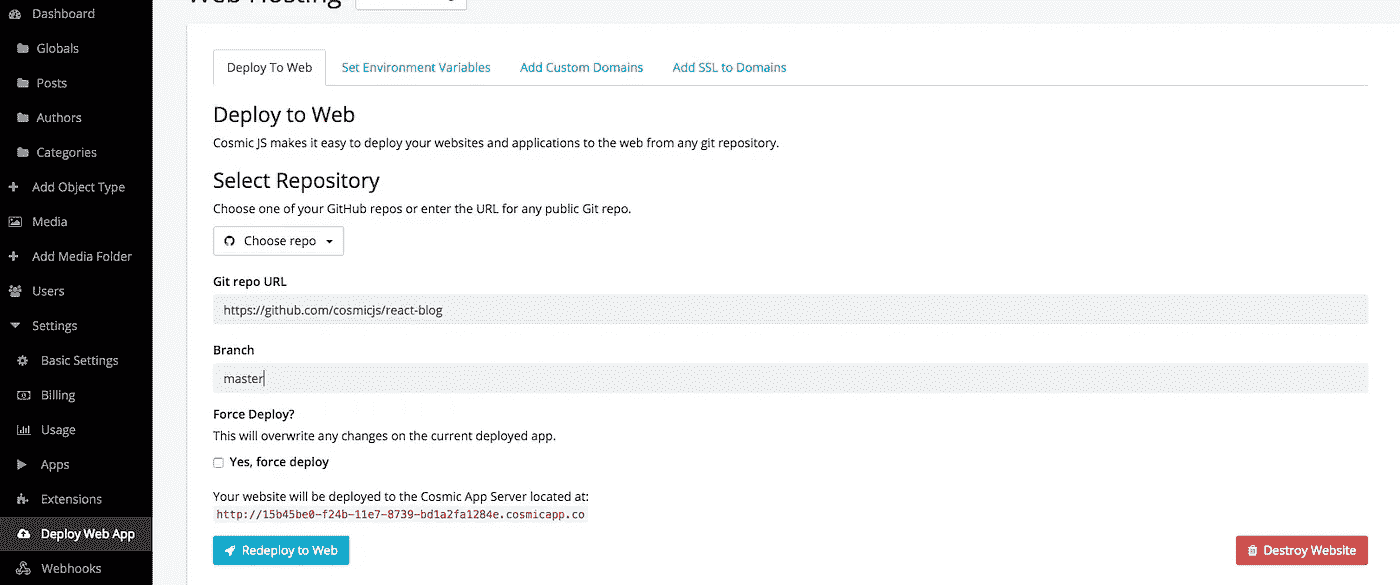 Web Hosting
Dashboard
Globals
Posts
Authors
Categories
Add Object Type
Media
Add Media Folder
Users
Settings
Basic Settings
Billing
Usage
Apps
Extensions
Deploy Web App
Webhooks
Deploy To Web
Set Environment Variables
Add Custom Domains
Add SSL to Domains
Deploy to Web
Cosmic JS makes it easy to deploy your websites and applications to the web from any git repository.
Select Repository
Choose one of your GitHub repos or enter the URL for any public Git repo.
Choose repo
Git repo URL
https://github.com/cosmicjs/react-blog
Branch
master
Force Deploy?
This will overwrite any changes on the current deployed app.
Yes, force deploy
Your website will be deployed to the Cosmic App Server located at:
http://15b45be0-f24b-11e7-8739-bd1a2fa1284e.cosmicapp.co
Redeploy to Web
Destroy Website